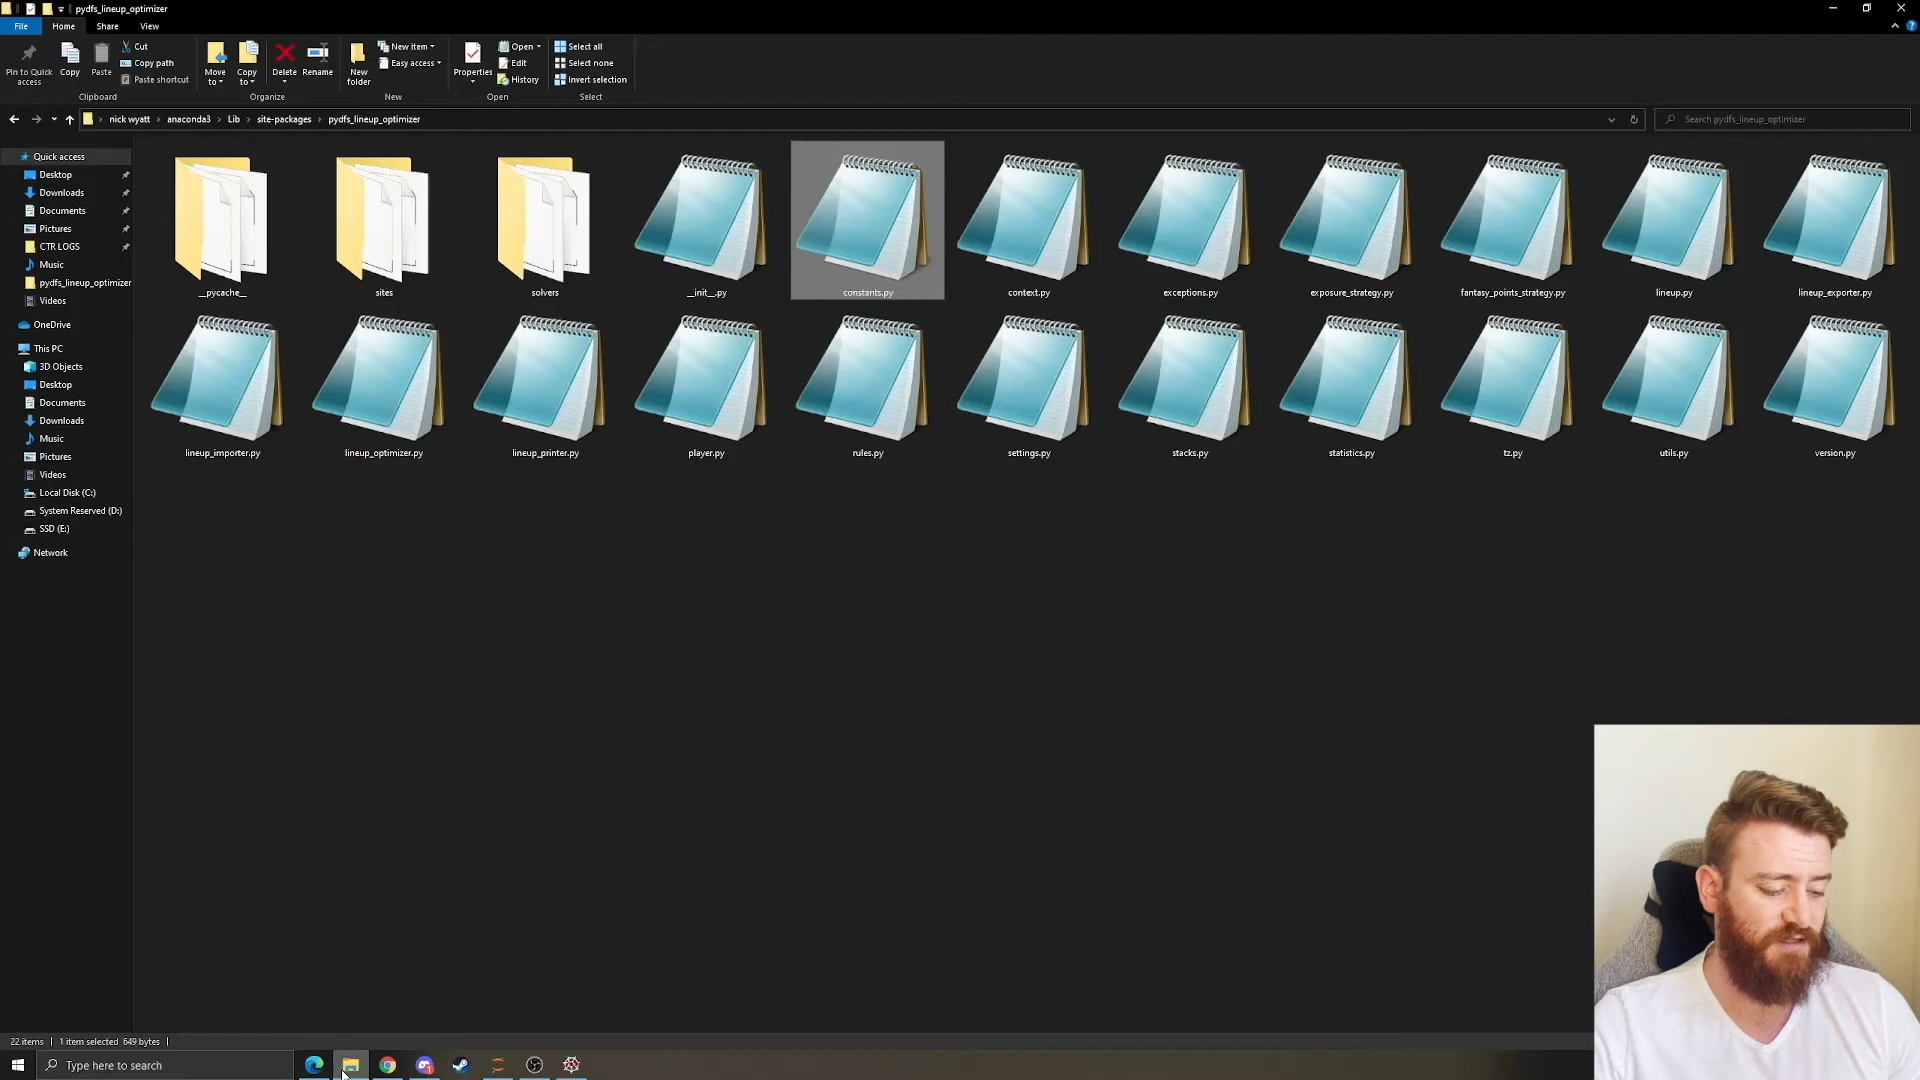 pydfs_lineup_optimizer
File Home Share View
Pin to Quick access
Copy
Paste
Cut
Copy path
Paste shortcut
Clipboard
Move to
Copy to
Delete
Rename
Organize
New folder
New item
Easy access
New
Properties
Open
Edit
History
Open
Select all
Select none
Invert selection
Select
nick wyatt > anaconda3 > Lib > site-packages > pydfs_lineup_optimizer
Search pydfs_lineup_optimizer
Quick access
Desktop
Downloads
Documents
Pictures
CTR LOGS
Music
pydfs_lineup_optimizer
Videos
OneDrive
This PC
3D Objects
Desktop
Documents
Downloads
Music
Pictures
Videos
Local Disk (C:)
System Reserved (D:)
SSD (E:)
Network
__pycache__ sites solvers __init__.py constants.py context.py exceptions.py exposure_strategy.py fantasy_points_strategy.py lineup.py lineup_exporter.py
lineup_importer.py lineup_optimizer.py lineup_printer.py player.py rules.py settings.py stacks.py statistics.py tz.py utils.py version.py
22 items 1 item selected 649 bytes
Type here to search